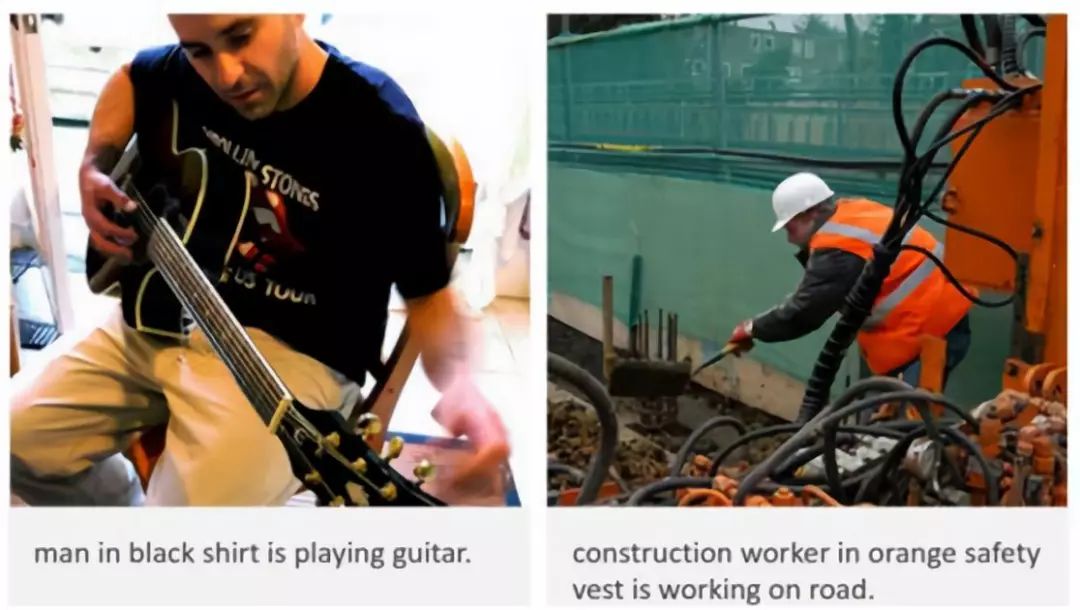 STONES
US TOUR
man in black shirt is playing guitar.
construction worker in orange safety
vest is working on road.